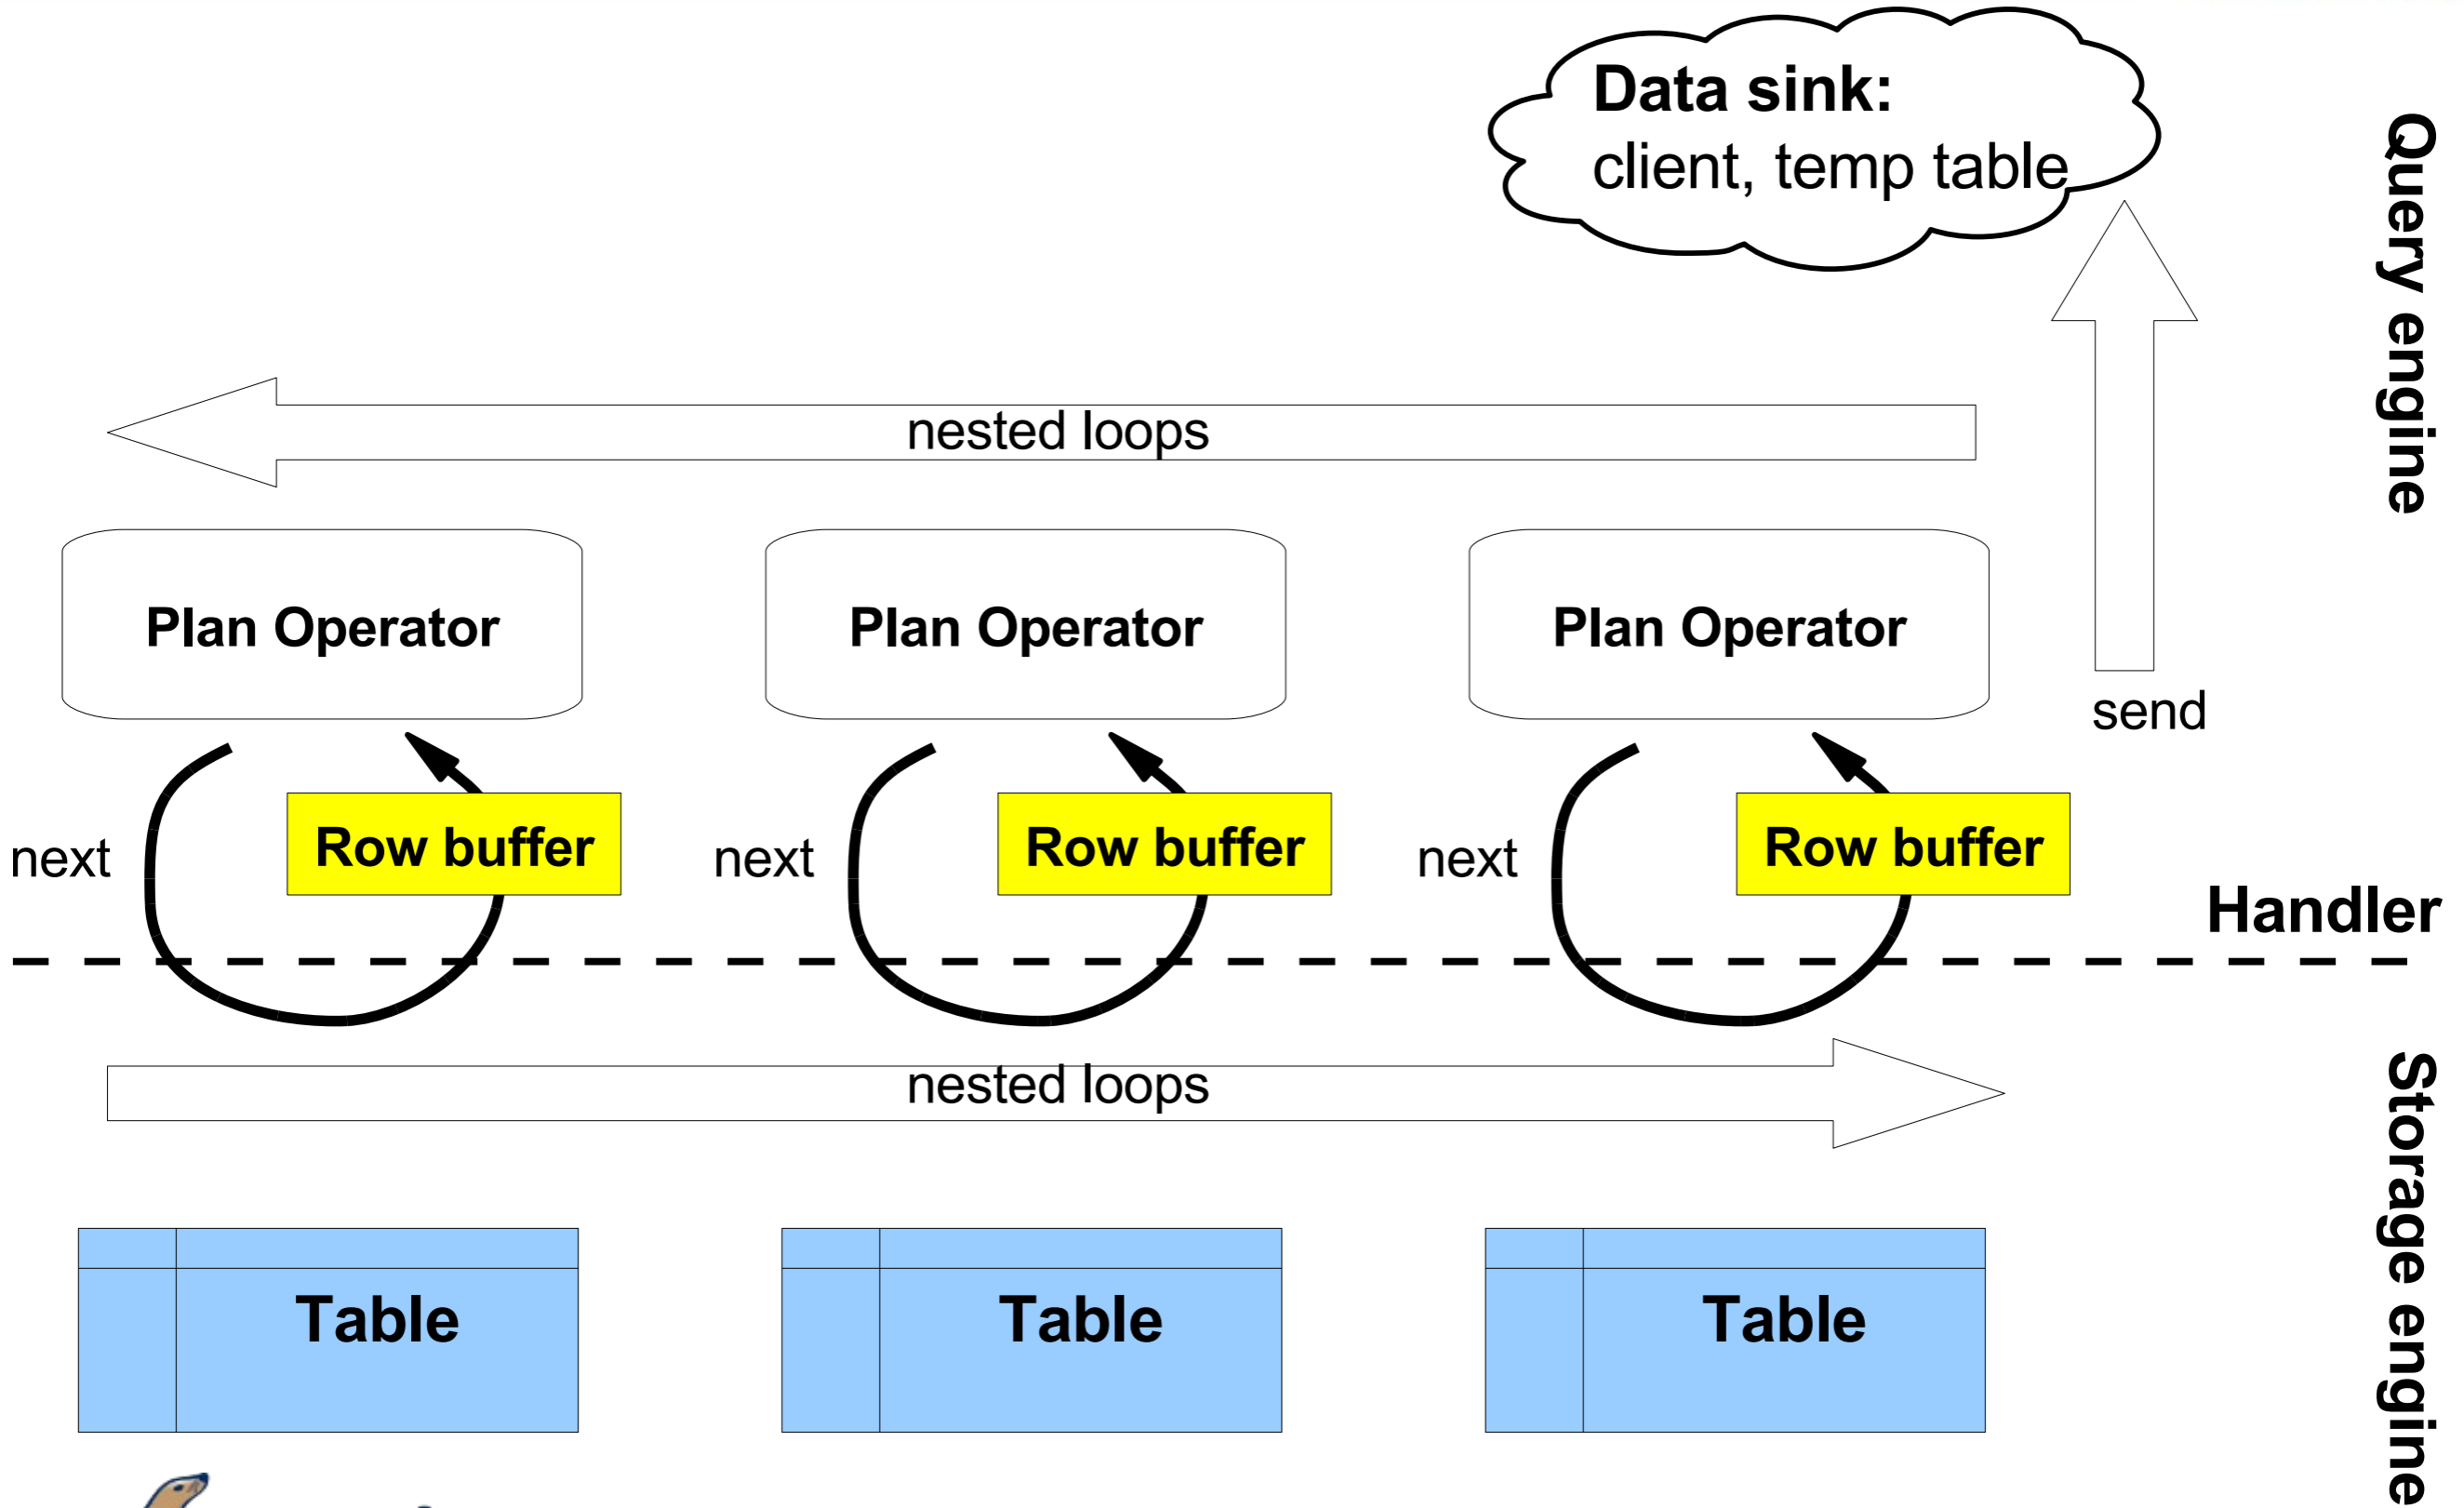 Data sink:
client, temp table
Query engine
nested loops
Plan Operator
Plan Operator
Plan Operator
send
next
Row buffer
next
Row buffer
next
Row buffer
Handler
nested loops
Storage engine
Table
Table
Table